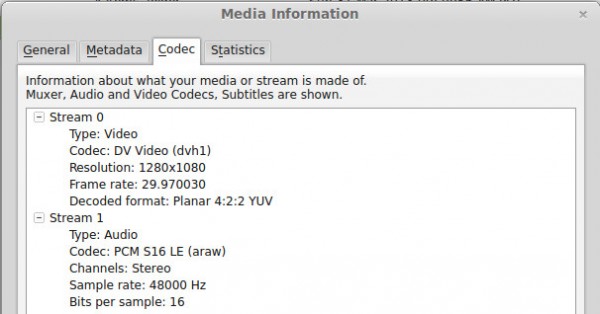 Media Information
General Metadata Codec Statistics
Information about what your media or stream is made of.
Muxer, Audio and Video Codecs, Subtitles are shown.
Stream 0
Type: Video
Codec: DV Video (dvh1)
Resolution: 1280x1080
Frame rate: 29.970030
Decoded format: Planar 4:2:2 YUV
Stream 1
Type: Audio
Codec: PCM S16 LE (araw)
Channels: Stereo
Sample rate: 48000 Hz
Bits per sample: 16